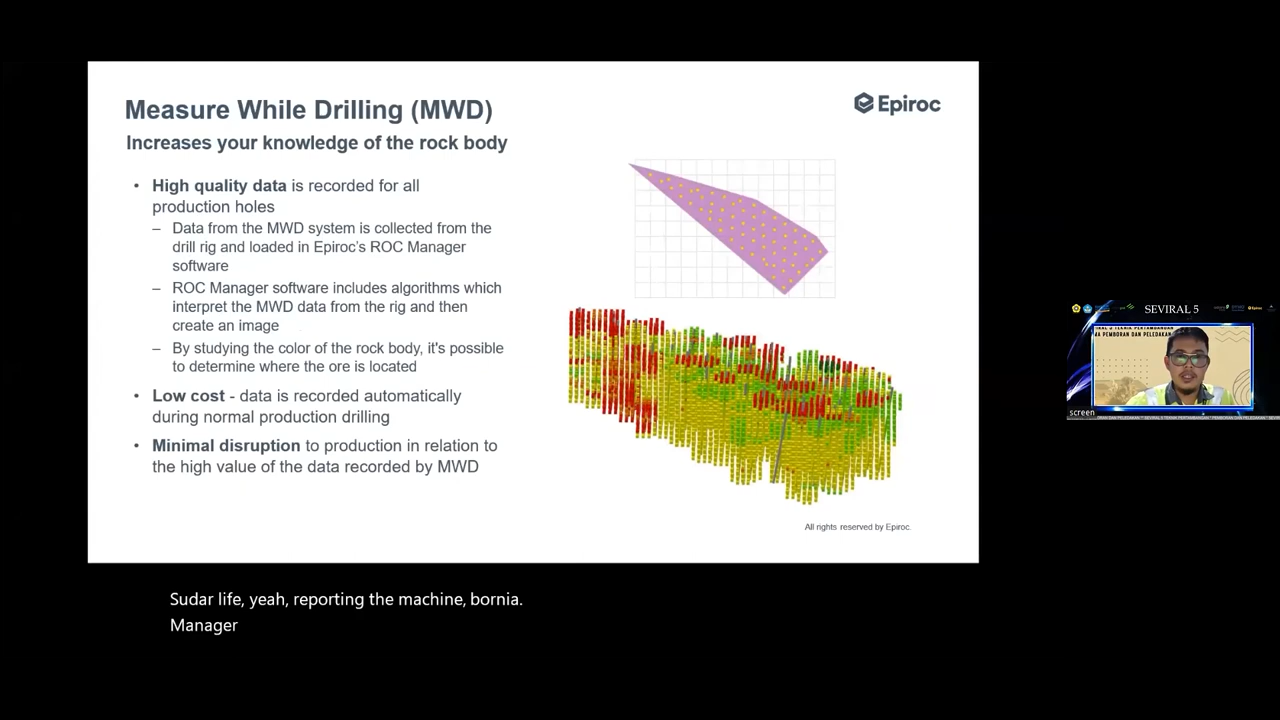 Measure While Drilling (MWD)
Epiroc
Increases your knowledge of the rock body
• High quality data is recorded for all
production holes
– Data from the MWD system is collected from the
drill rig and loaded in Epiroc's ROC Manager
software
– ROC Manager software includes algorithms which
interpret the MWD data from the rig and then
create an image
– By studying the color of the rock body, it's possible
to determine where the ore is located
• Low cost - data is recorded automatically
during normal production drilling
• Minimal disruption to production in relation to
the high value of the data recorded by MWD
All rights reserved by Epiroc.
SEVIRAL 5
screen
Sudar life, yeah, reporting the machine, bornia.
Manager